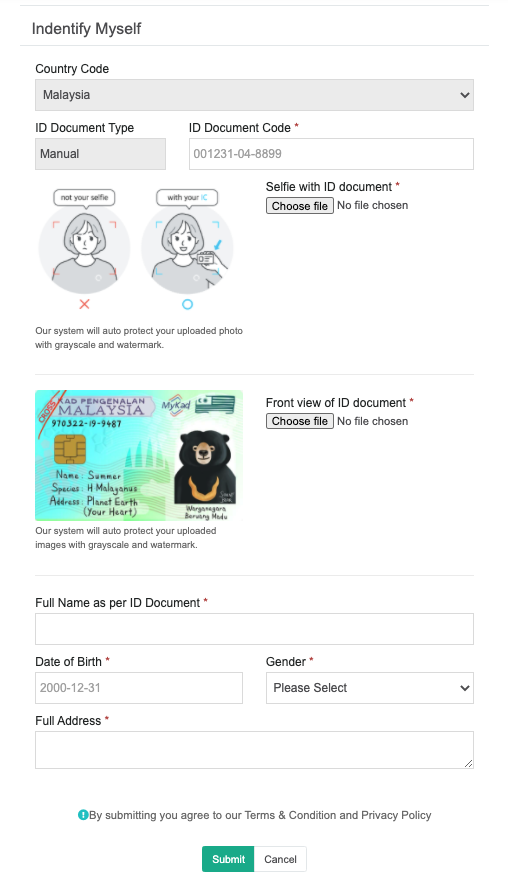 Indentify Myself
Country Code
Malaysia
ID Document Type
ID Document Code *
Manual
001231-04-8899
not your selfie
with your IC
Selfie with ID document *
Choose file No file chosen
Our system will auto protect your uploaded photo
with grayscale and watermark.
CROSS
KAD PENGENALAN
MALAYSIA
MyKad
970322-19-9487
Name: Summer
Species: H·Malayanus
Address: Planet Earth
(Your Heart)
Warganegara
Beruang Madu
Front view of ID document *
Choose file No file chosen
Our system will auto protect your uploaded
images with grayscale and watermark.
Full Name as per ID Document *
Date of Birth *
Gender *
2000-12-31
Please Select
Full Address *
By submitting you agree to our Terms & Condition and Privacy Policy
Submit
Cancel